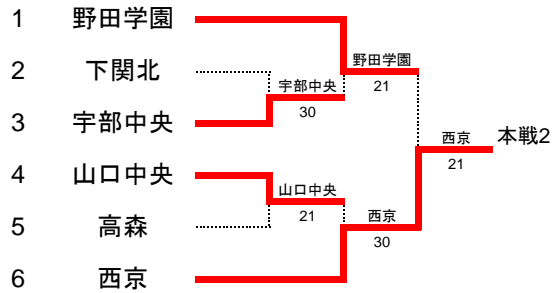 1 野田学園
野田学園
2 下関北
21
宇部中央
30
3 宇部中央
西京
本戦2
21
4 山口中央
山口中央
21
西京
5 高森
30
6 西京